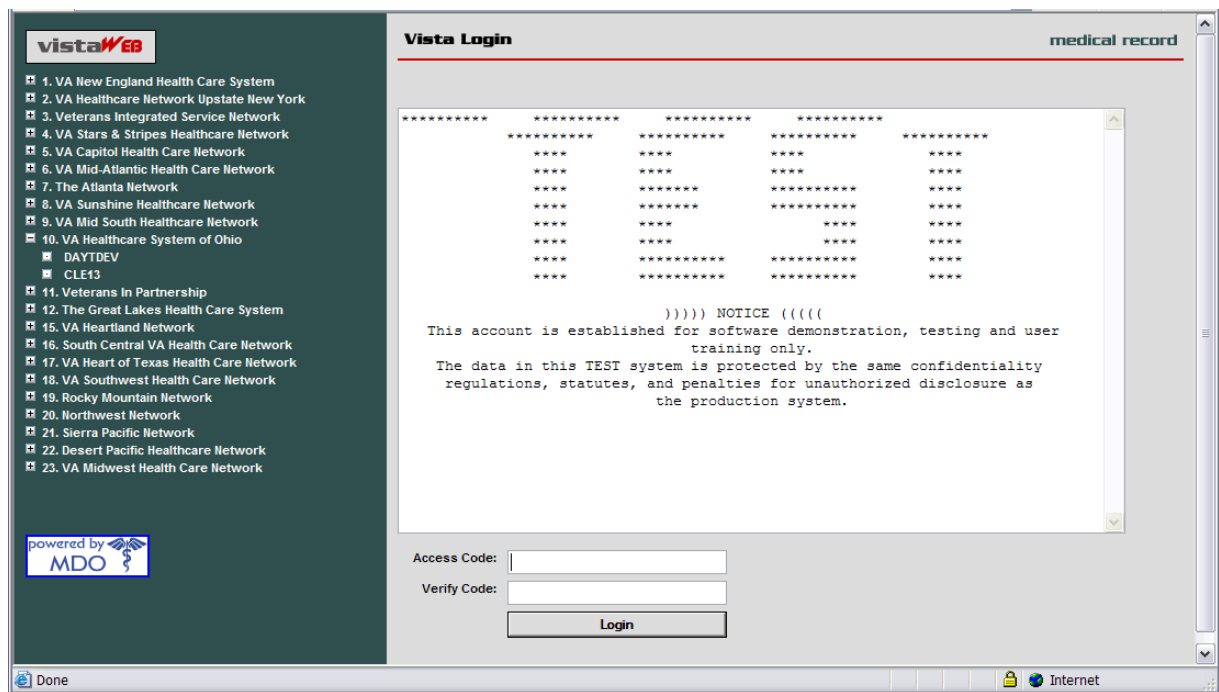 vistaWEB
1. VA New England Health Care System
2. VA Healthcare Network Upstate New York
3. Veterans Integrated Service Network
4. VA Stars & Stripes Healthcare Network
5. VA Capitol Health Care Network
6. VA Mid-Atlantic Health Care Network
7. The Atlanta Network
8. VA Sunshine Healthcare Network
9. VA Mid South Healthcare Network
10. VA Healthcare System of Ohio
DAYTDEV
CLE13
11. Veterans In Partnership
12. The Great Lakes Health Care System
15. VA Heartland Network
16. South Central VA Health Care Network
17. VA Heart of Texas Health Care Network
18. VA Southwest Health Care Network
19. Rocky Mountain Network
20. Northwest Network
21. Sierra Pacific Network
22. Desert Pacific Healthcare Network
23. VA Midwest Health Care Network
powered by
MDO
Vista Login
medical record
**********     **********     **********     **********
            **********     **********     **********     **********
               ****        ****           ****              ****
               ****        ****           ****              ****
               ****        *******        **********        ****
               ****        *******        **********        ****
               ****        ****                 ****        ****
               ****        ****                 ****        ****
               ****        **********     **********        ****
               ****        **********     **********        ****
))))) NOTICE (((((
This account is established for software demonstration, testing and user
training only.
The data in this TEST system is protected by the same confidentiality
regulations, statutes, and penalties for unauthorized disclosure as
the production system.
Access Code:
Verify Code:
Login
Done
Internet